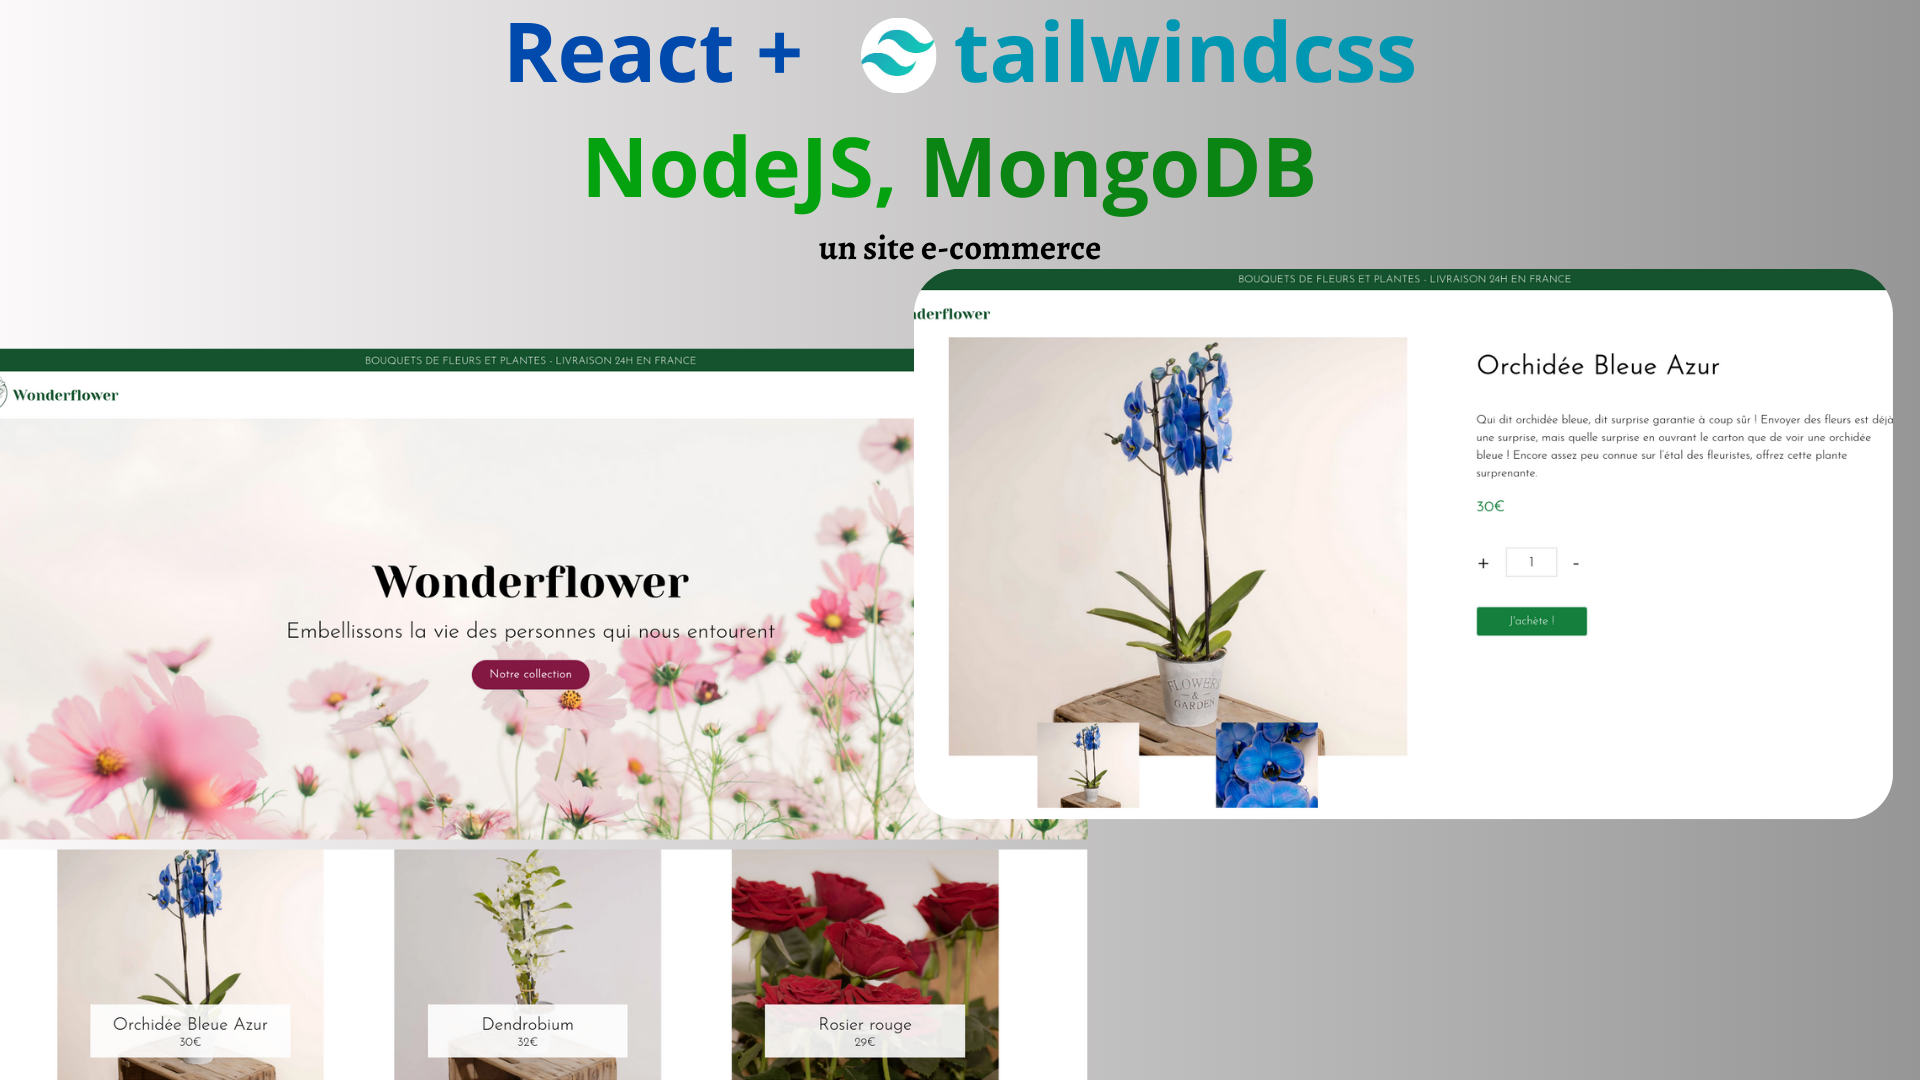 React + tailwindcss
NodeJS, MongoDB
un site e-commerce
BOUQUETS DE FLEURS ET PLANTES - LIVRAISON 24H EN FRANCE
Wonderflower
Wonderflower
Embellissons la vie des personnes qui nous entourent
Notre collection
Orchidée Bleue Azur
30€
Dendrobium
32€
Rosier rouge
29€
BOUQUETS DE FLEURS ET PLANTES - LIVRAISON 24H EN FRANCE
nderflower
FLOWERS
&
GARDEN
Orchidée Bleue Azur
Qui dit orchidée bleue, dit surprise garantie à coup sûr ! Envoyer des fleurs est déjà
une surprise, mais quelle surprise en ouvrant le carton que de voir une orchidée
bleue ! Encore assez peu connue sur l'étal des fleuristes, offrez cette plante
surprenante.
30€
+ 1 -
J'achète !